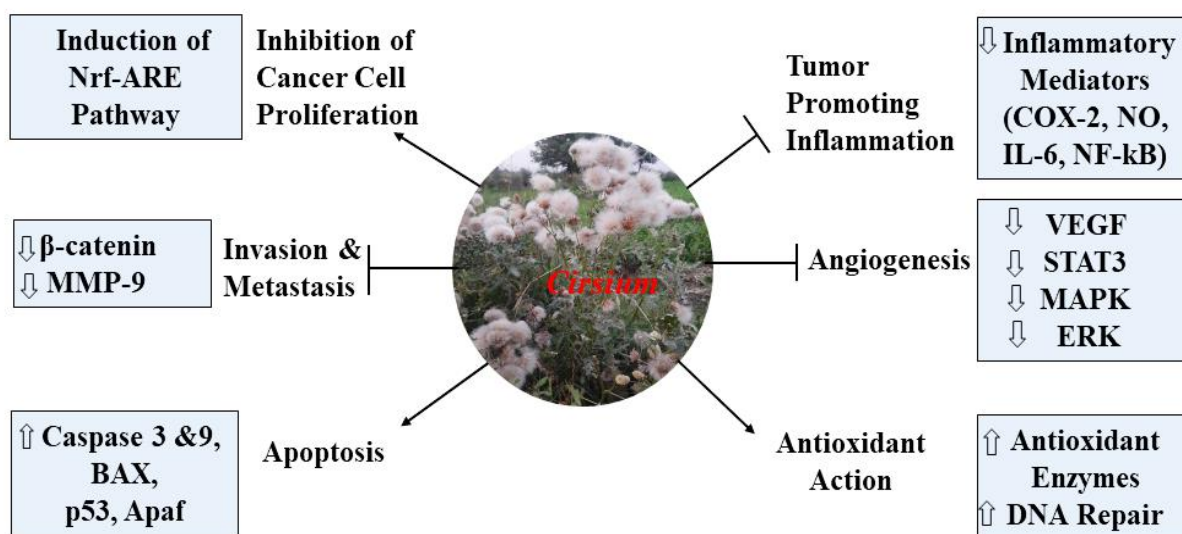 Induction of
Nrf-ARE
Pathway
Inhibition of
Cancer Cell
Proliferation
Tumor
Promoting
Inflammation
⇩ Inflammatory
Mediators
(COX-2, NO,
IL-6, NF-kB)
⇩ β-catenin
⇩ MMP-9
Invasion &
Metastasis
Cirsium
Angiogenesis
⇩ VEGF
⇩ STAT3
⇩ MAPK
⇩ ERK
⇧ Caspase 3 &9,
BAX,
p53, Apaf
Apoptosis
Antioxidant
Action
⇧ Antioxidant
Enzymes
⇧ DNA Repair